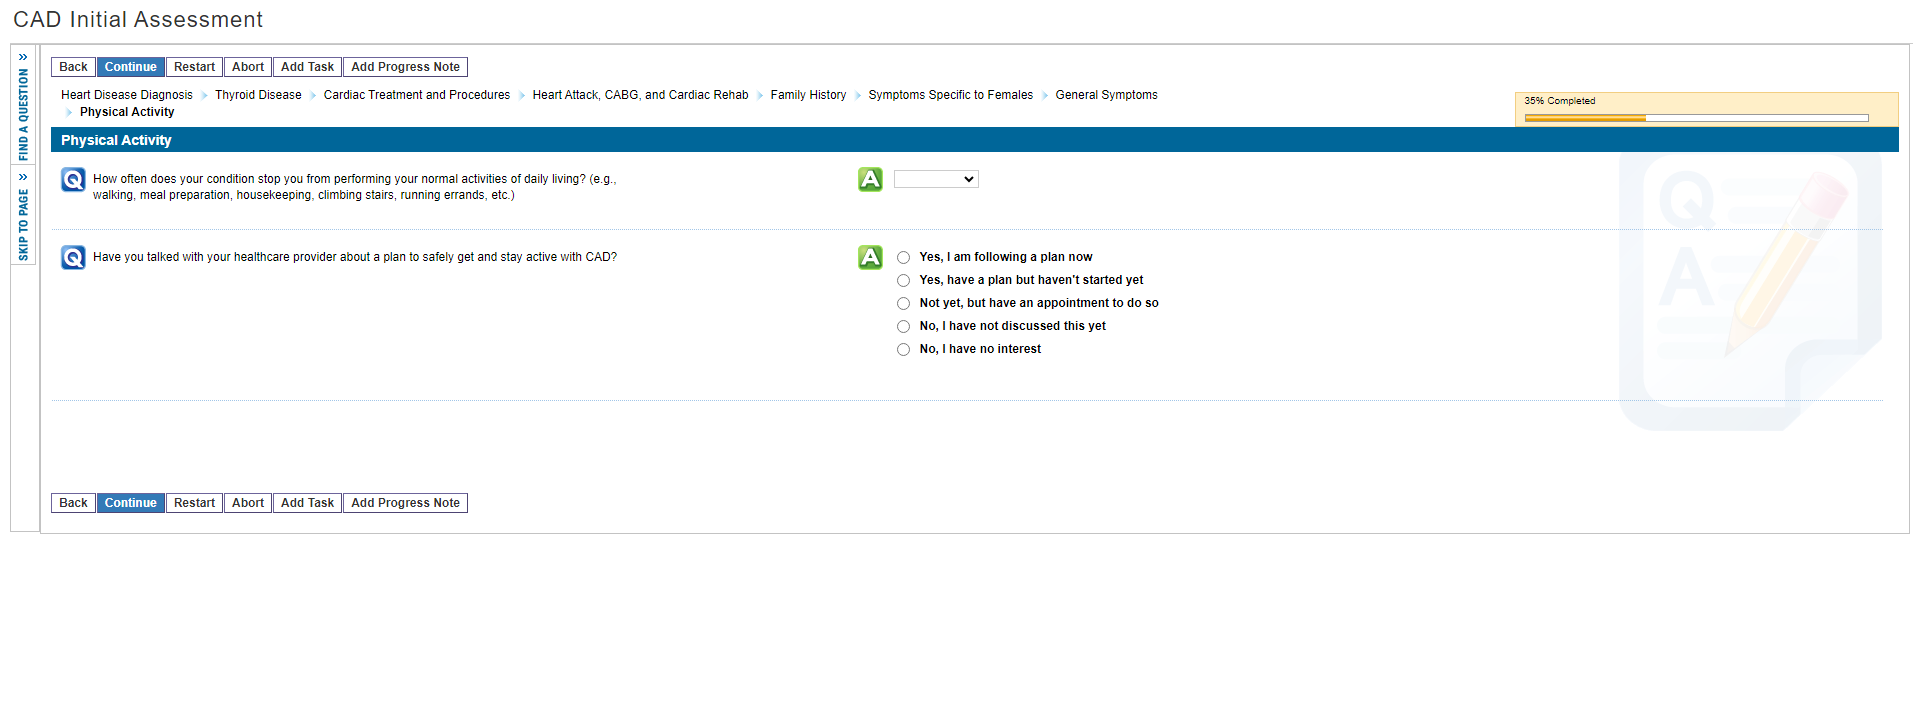 CAD Initial Assessment
Back Continue Restart Abort Add Task Add Progress Note
Heart Disease Diagnosis Thyroid Disease Cardiac Treatment and Procedures Heart Attack, CABG, and Cardiac Rehab Family History Symptoms Specific to Females General Symptoms
Physical Activity
35% Completed
» FIND A QUESTION
» SKIP TO PAGE
Physical Activity
Q How often does your condition stop you from performing your normal activities of daily living? (e.g.,
walking, meal preparation, housekeeping, climbing stairs, running errands, etc.)
A
Q Have you talked with your healthcare provider about a plan to safely get and stay active with CAD?
A Yes, I am following a plan now
Yes, have a plan but haven't started yet
Not yet, but have an appointment to do so
No, I have not discussed this yet
No, I have no interest
Q
A
Back Continue Restart Abort Add Task Add Progress Note